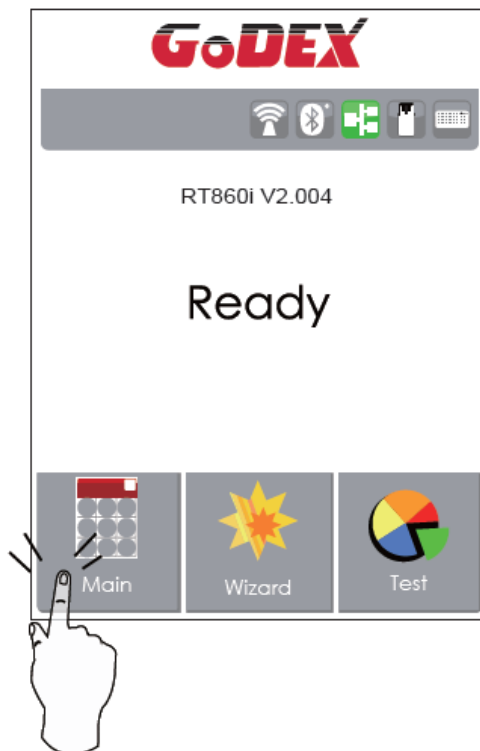 GoDEX
RT860i V2.004
Ready
Main
Wizard
Test